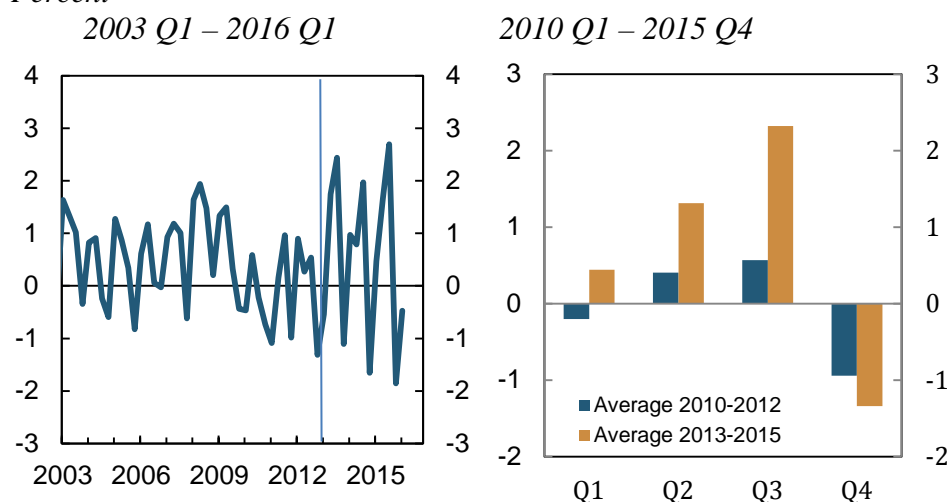 Percent
2003 Q1 – 2016 Q1
2010 Q1 – 2015 Q4
4 4
3 3
2 2
1 1
0 0
-1 -1
-2 -2
-3 -3
2003 2006 2009 2012 2015
3 3
2 2
1 1
0 0
-1 -1
-2 -2
Average 2010-2012
Average 2013-2015
Q1 Q2 Q3 Q4